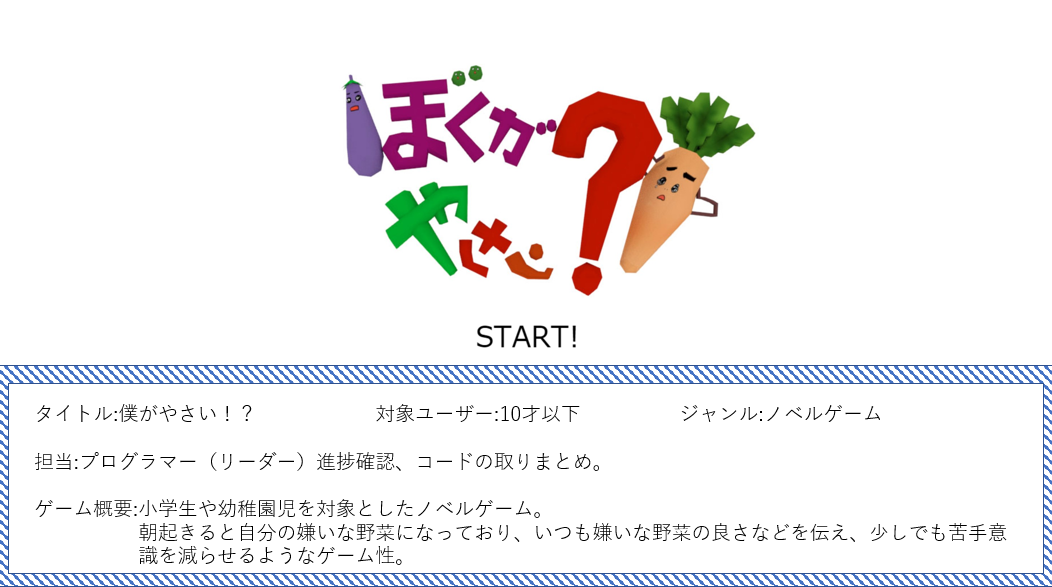 ぼくが
やさい？
START!
タイトル:僕がやさい！？ 対象ユーザー:10才以下 ジャンル:ノベルゲーム
担当:プログラマー（リーダー）進捗確認、コードの取りまとめ。
ゲーム概要:小学生や幼稚園児を対象としたノベルゲーム。
朝起きると自分の嫌いな野菜になっており、いつも嫌いな野菜の良さなどを伝え、少しでも苦手意
識を減らせるようなゲーム性。